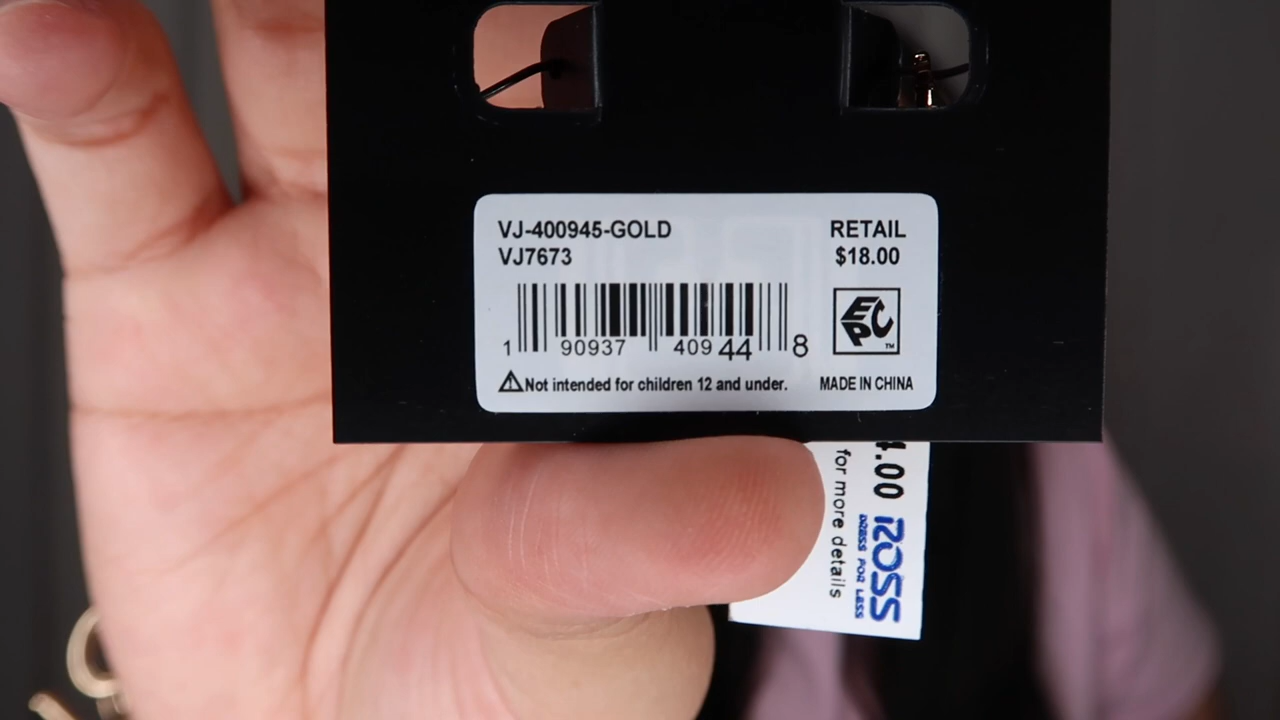 VJ-400945-GOLD
VJ7673
RETAIL
$18.00
1 90937 40944 8
EPC
TM
⚠Not intended for children 12 and under.
MADE IN CHINA
.00
for more details
ROSS
DRESS FOR LESS